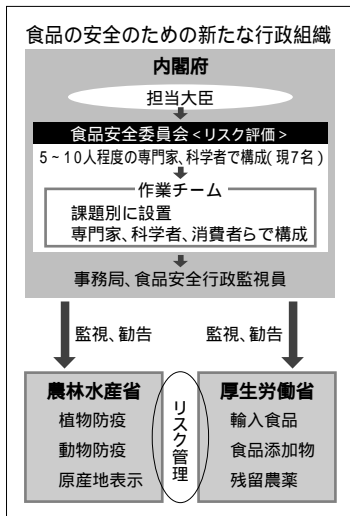 食品の安全のための新たな行政組織
内閣府
担当大臣
食品安全委員会<リスク評価>
5~10人程度の専門家、科学者で構成(現7名)
作業チーム
課題別に設置
専門家、科学者、消費者らで構成
事務局、食品安全行政監視員
監視、勧告
監視、勧告
農林水産省
植物防疫
動物防疫
原産地表示
リスク管理
厚生労働省
輸入食品
食品添加物
残留農薬